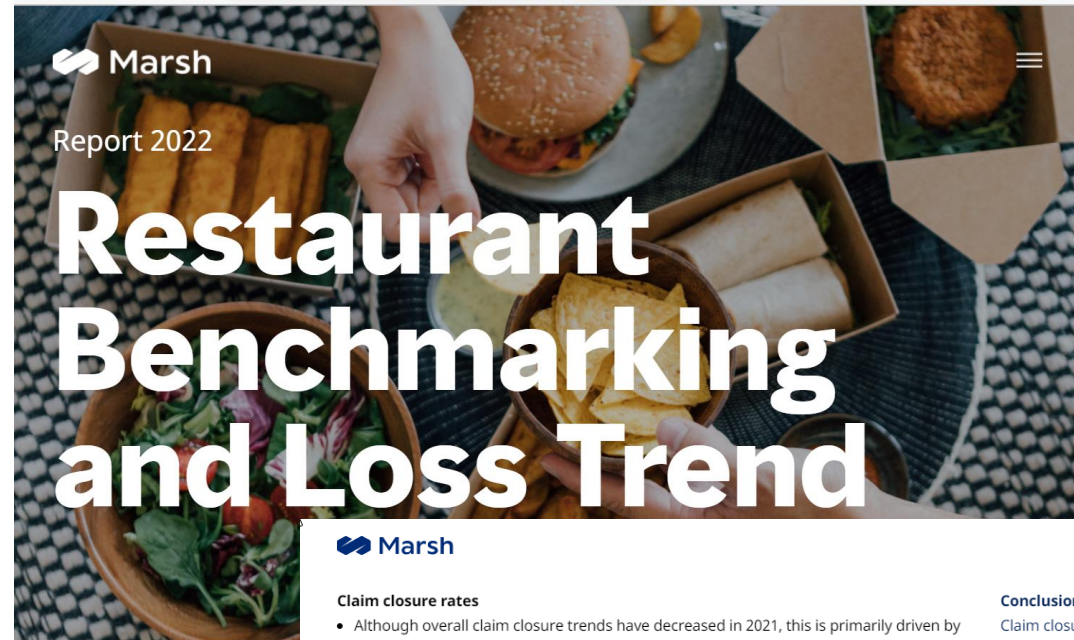 Marsh
Report 2022
Restaurant
Benchmarking
and Loss Trend
Marsh
Claim closure rates
• Although overall claim closure trends have decreased in 2021, this is primarily driven by